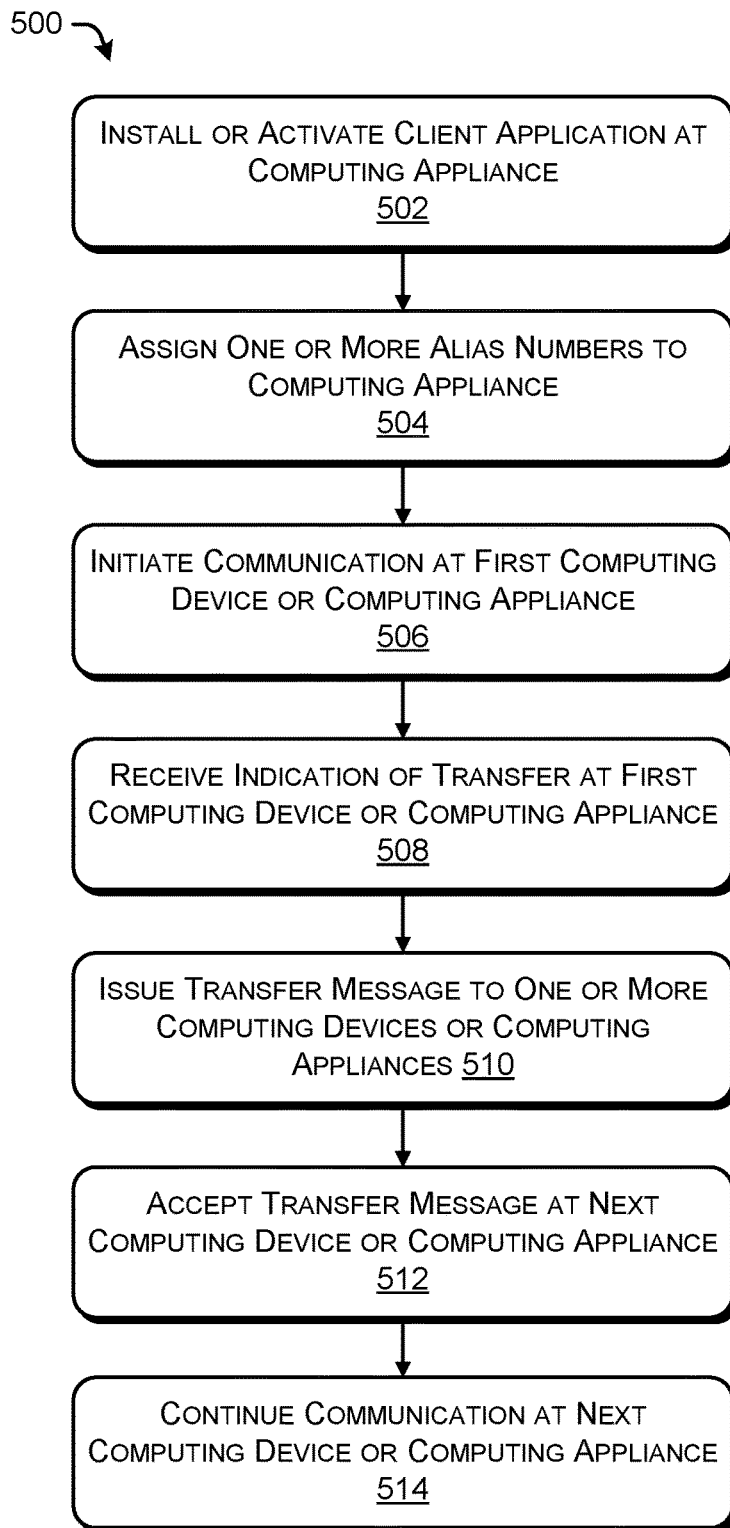 500
INSTALL OR ACTIVATE CLIENT APPLICATION AT
COMPUTING APPLIANCE
502
ASSIGN ONE OR MORE ALIAS NUMBERS TO
COMPUTING APPLIANCE
504
INITIATE COMMUNICATION AT FIRST COMPUTING
DEVICE OR COMPUTING APPLIANCE
506
RECEIVE INDICATION OF TRANSFER AT FIRST
COMPUTING DEVICE OR COMPUTING APPLIANCE
508
ISSUE TRANSFER MESSAGE TO ONE OR MORE
COMPUTING DEVICES OR COMPUTING
APPLIANCES 510
ACCEPT TRANSFER MESSAGE AT NEXT
COMPUTING DEVICE OR COMPUTING APPLIANCE
512
CONTINUE COMMUNICATION AT NEXT
COMPUTING DEVICE OR COMPUTING APPLIANCE
514